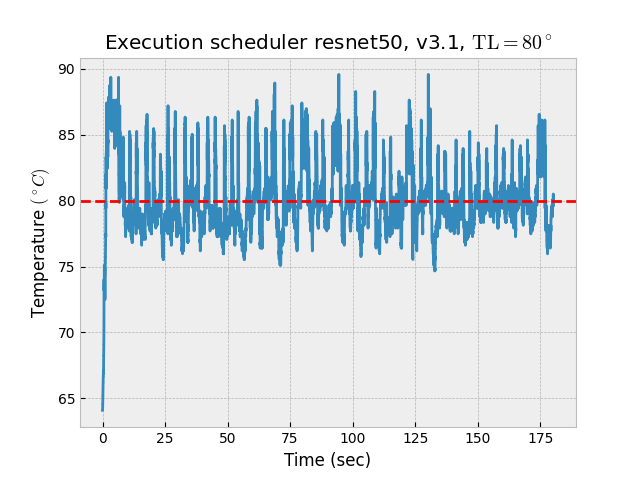 Execution scheduler resnet50, v3.1, TL = 80°
90
85
80
75
70
65
Temperature (°C)
0 25 50 75 100 125 150 175
Time (sec)